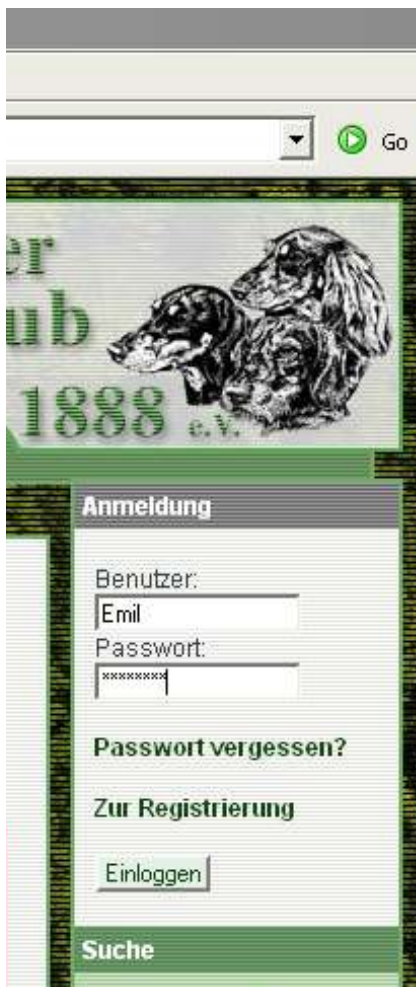 Go
er
ub
1888 e.V.
Anmeldung
Benutzer:
Emil
Passwort:
********
Passwort vergessen?
Zur Registrierung
Einloggen
Suche